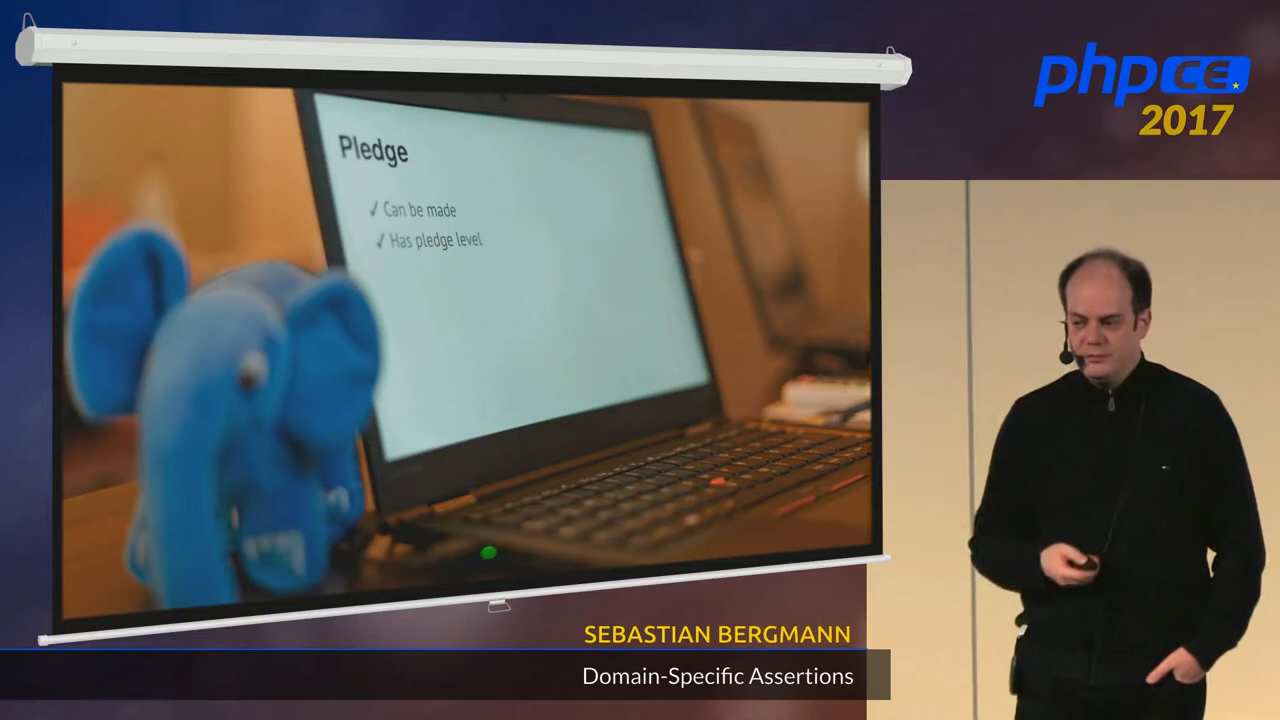 Pledge
✓ Can be made
✓ Has pledge level
phpCE
2017
SEBASTIAN BERGMANN
Domain-Specific Assertions